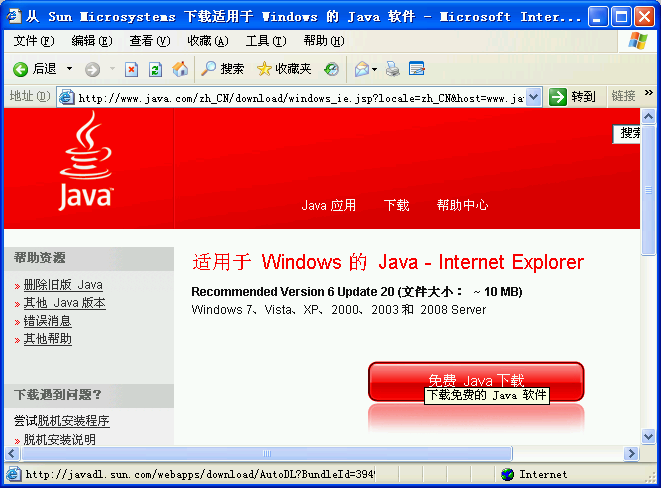 从 Sun Microsystems 下载适用于 Windows 的 Java 软件 - Microsoft Inter...
文件(F) 编辑(E) 查看(V) 收藏(A) 工具(T) 帮助(H)
后退 搜索 收藏夹
地址(D) http://www.java.com/zh_CN/download/windows_ie.jsp?locale=zh_CN&host=www.ja 转到 链接 »
搜索
Java™
Java 应用 下载 帮助中心
帮助资源
» 删除旧版 Java
» 其他 Java 版本
» 错误消息
» 其他帮助
下载遇到问题？
尝试脱机安装程序
» 脱机安装说明
适用于 Windows 的 Java - Internet Explorer
Recommended Version 6 Update 20 (文件大小： ~ 10 MB)
Windows 7、Vista、XP、2000、2003 和 2008 Server
免费 Java 下载
下载免费的 Java 软件
http://javadl.sun.com/webapps/download/AutoDL?BundleId=394 Internet